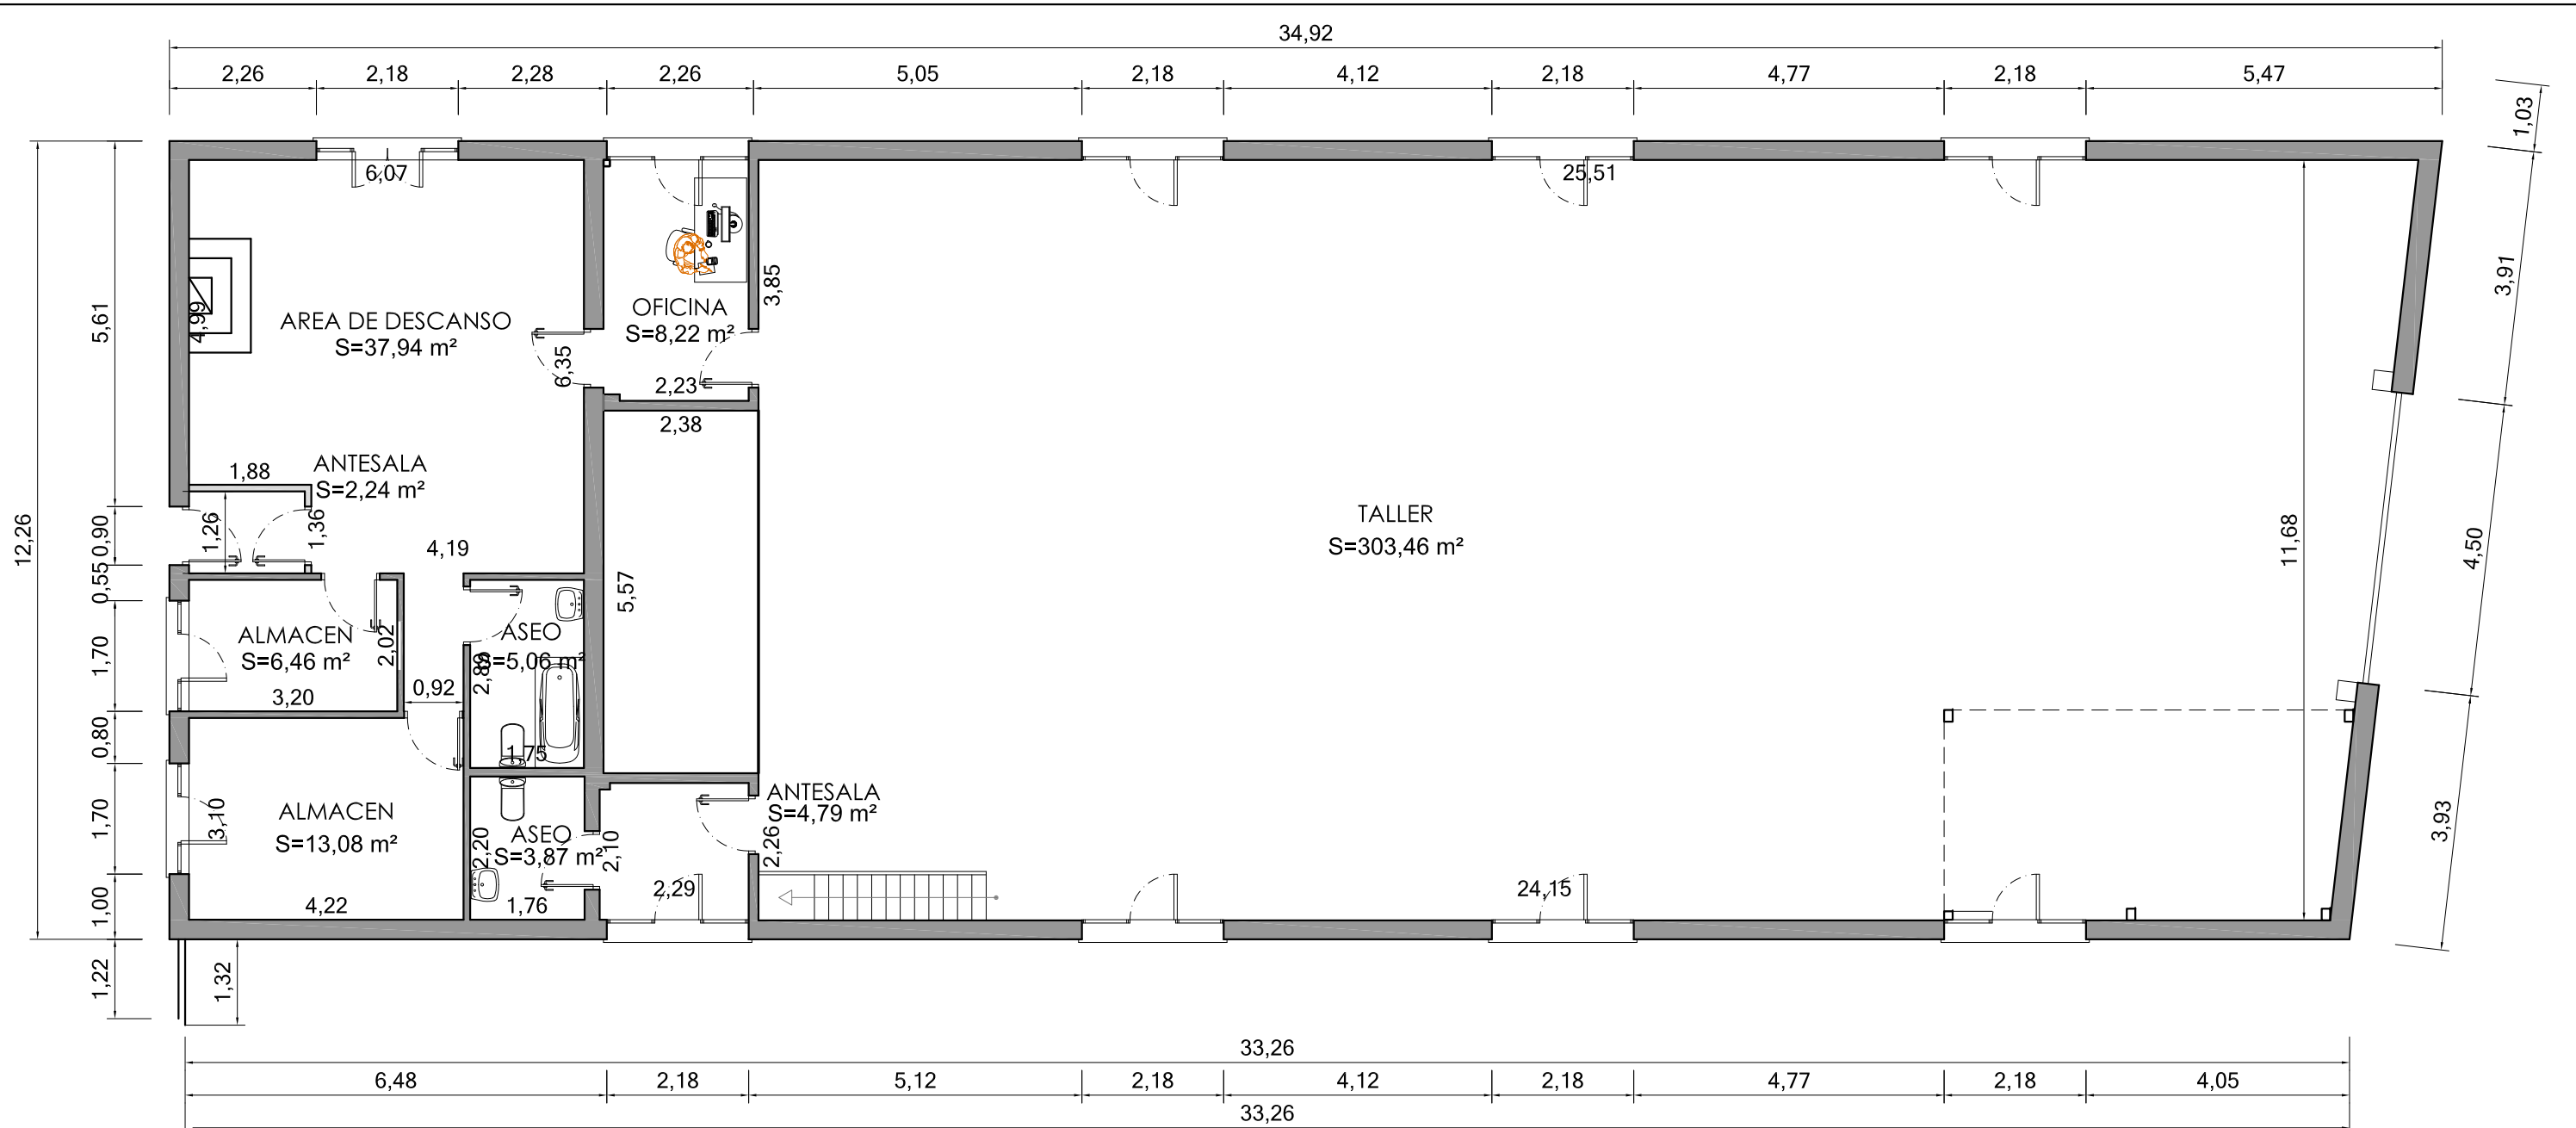 34,92
2,26 2,18 2,28 2,26 5,05 2,18 4,12 2,18 4,77 2,18 5,47
1,03
6,07
25,51
3,91
3,85
4,99
5,61
OFICINA
S=8,22 m²
AREA DE DESCANSO
S=37,94 m²
6,35
2,23
2,38
ANTESALA
S=2,24 m²
1,88
1,26
1,36
4,19
12,26
0,90
0,55
TALLER
S=303,46 m²
11,68
4,50
5,57
ALMACEN
S=6,46 m²
2,02
3,20
0,92
1,70
ASEO
S=5,06 m²
2,89
1,75
0,80
ANTESALA
S=4,79 m²
ALMACEN
S=13,08 m²
3,10
1,70
ASEO
S=3,87 m²
2,20
2,10
2,26
3,93
4,22
1,76
2,29
24,15
1,00
1,22
1,32
33,26
6,48 2,18 5,12 2,18 4,12 2,18 4,77 2,18 4,05
33,26